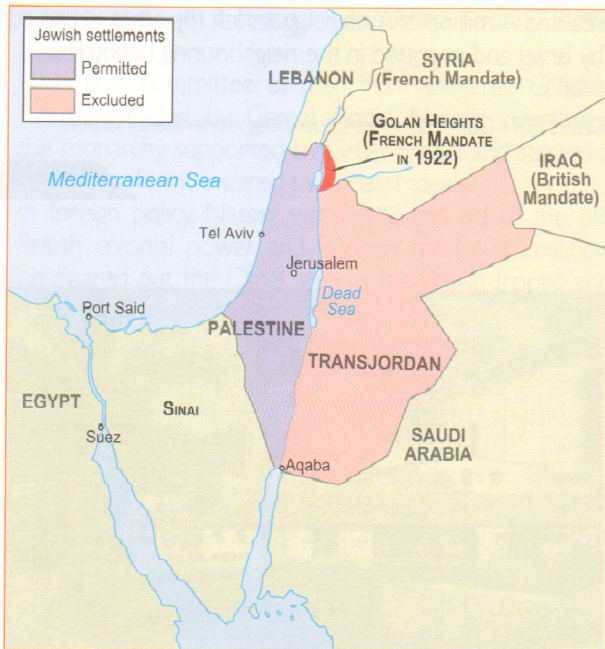 Jewish settlements
Permitted
Excluded
LEBANON
SYRIA
(French Mandate)
GOLAN HEIGHTS
(FRENCH MANDATE
IN 1922)
IRAQ
(British
Mandate)
Mediterranean Sea
Tel Aviv
Jerusalem
Dead
Sea
Port Said
PALESTINE
TRANSJORDAN
EGYPT
SINAI
Suez
SAUDI
ARABIA
Aqaba